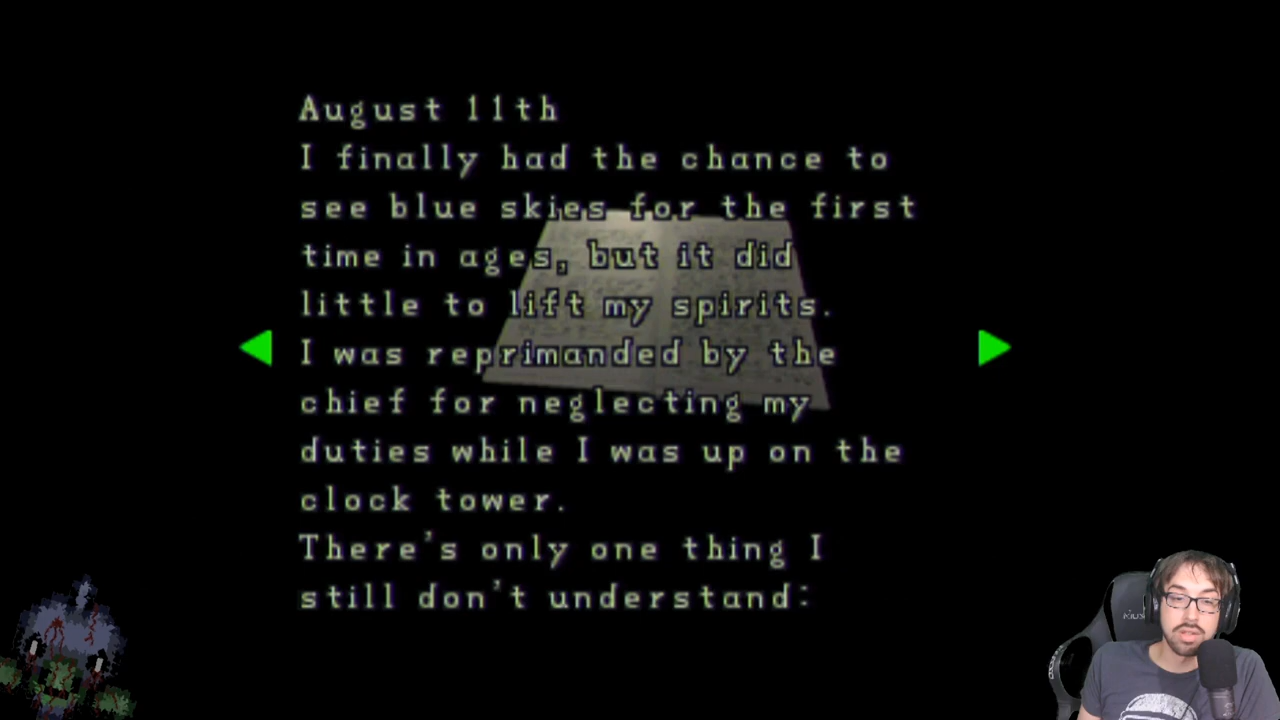 August 11th
I finally had the chance to
see blue skies for the first
time in ages, but it did
little to lift my spirits.
I was reprimanded by the
chief for neglecting my
duties while I was up on the
clock tower.
There's only one thing I
still don't understand: